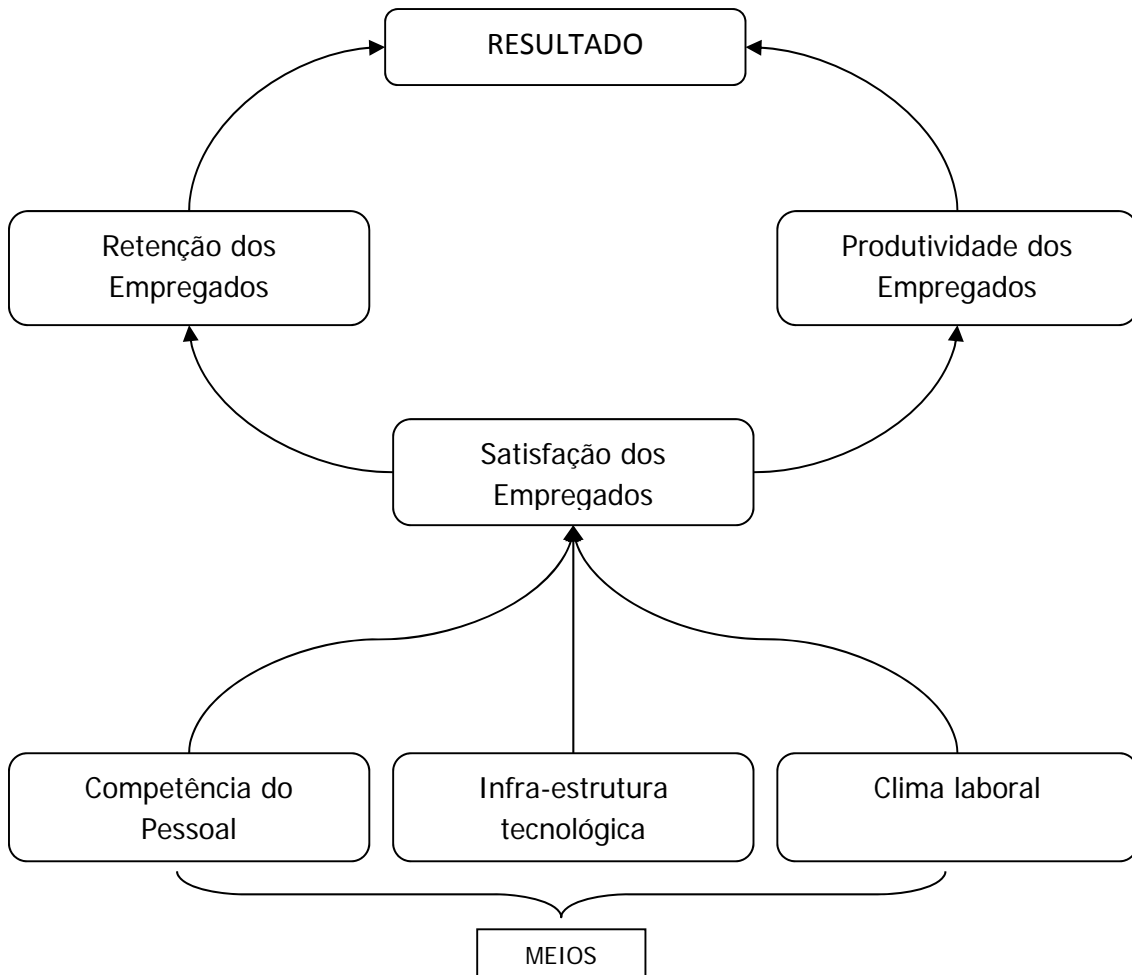 RESULTADO
Retenção dos
Empregados
Produtividade dos
Empregados
Satisfação dos
Empregados
Competência do
Pessoal
Infra-estrutura
tecnológica
Clima laboral
MEIOS